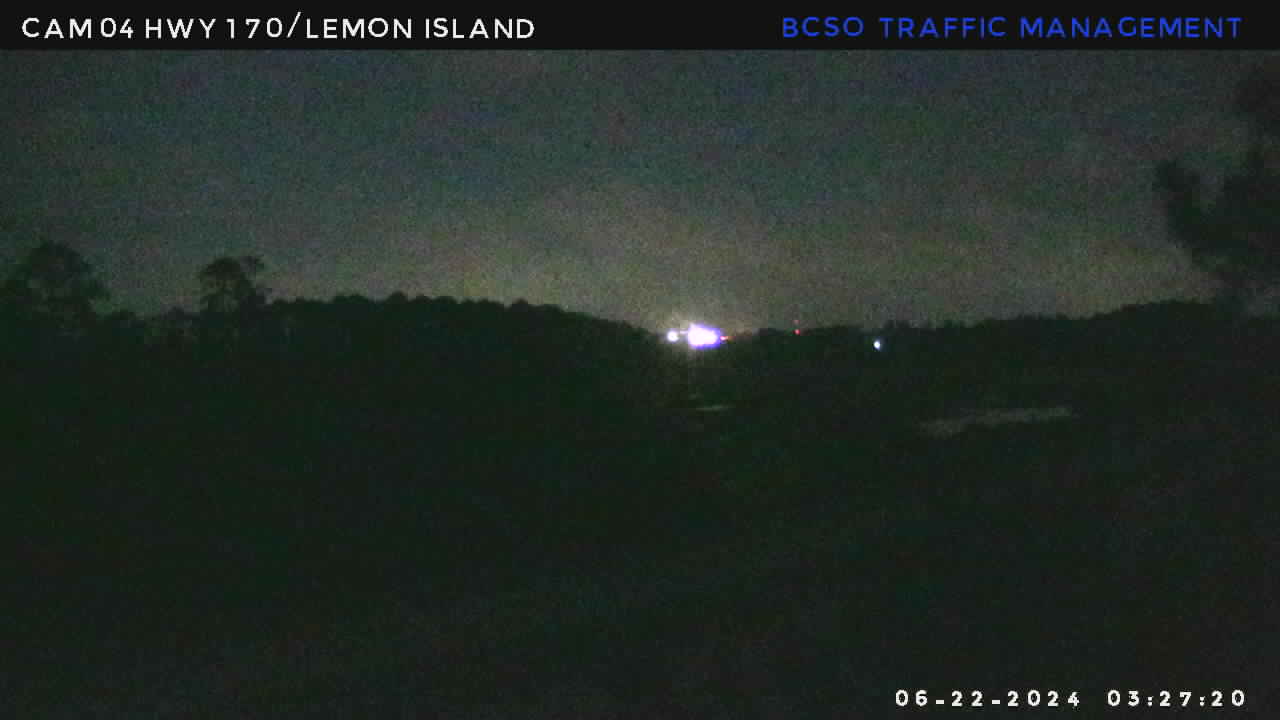 CAM04 HWY 170/LEMON ISLAND
BCSO TRAFFIC MANAGEMENT
06-22-2024 03:27:20